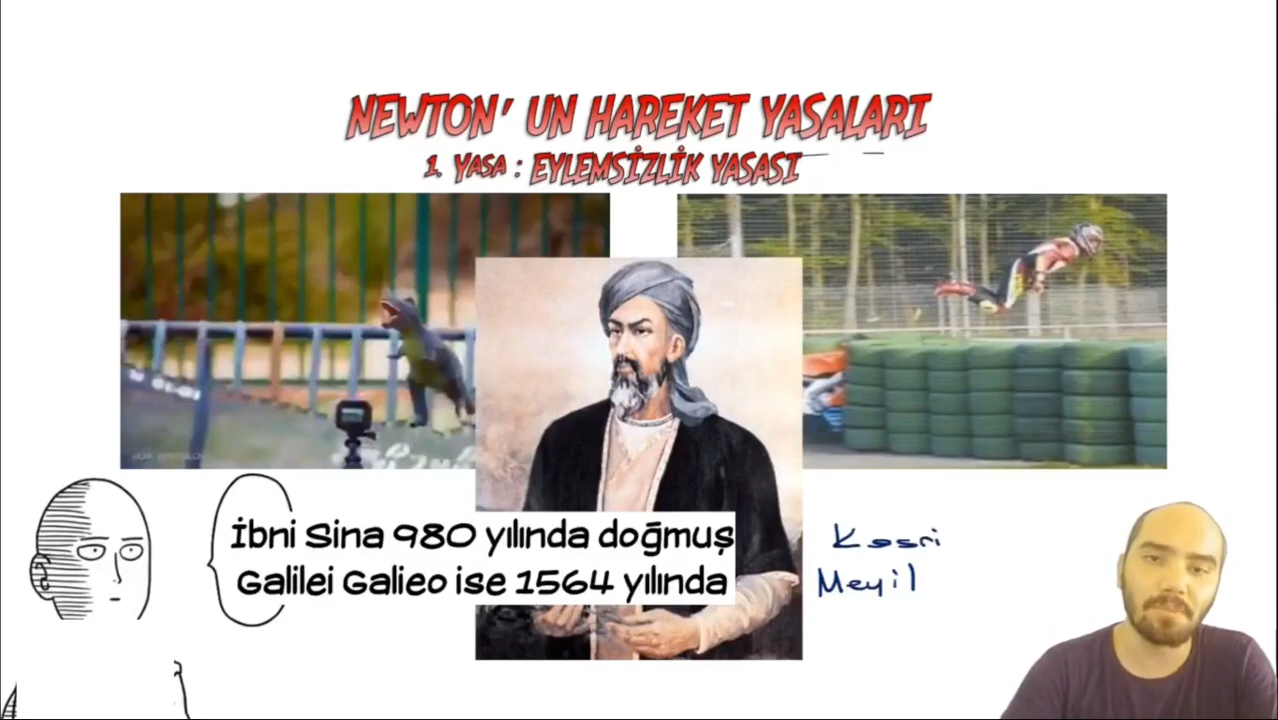 NEWTON' UN HAREKET YASALARI
1. YASA : EYLEMSİZLİK YASASI
İbni Sina 980 yılında doğmuş
Galilei Galieo ise 1564 yılında
Kasri
Meyil